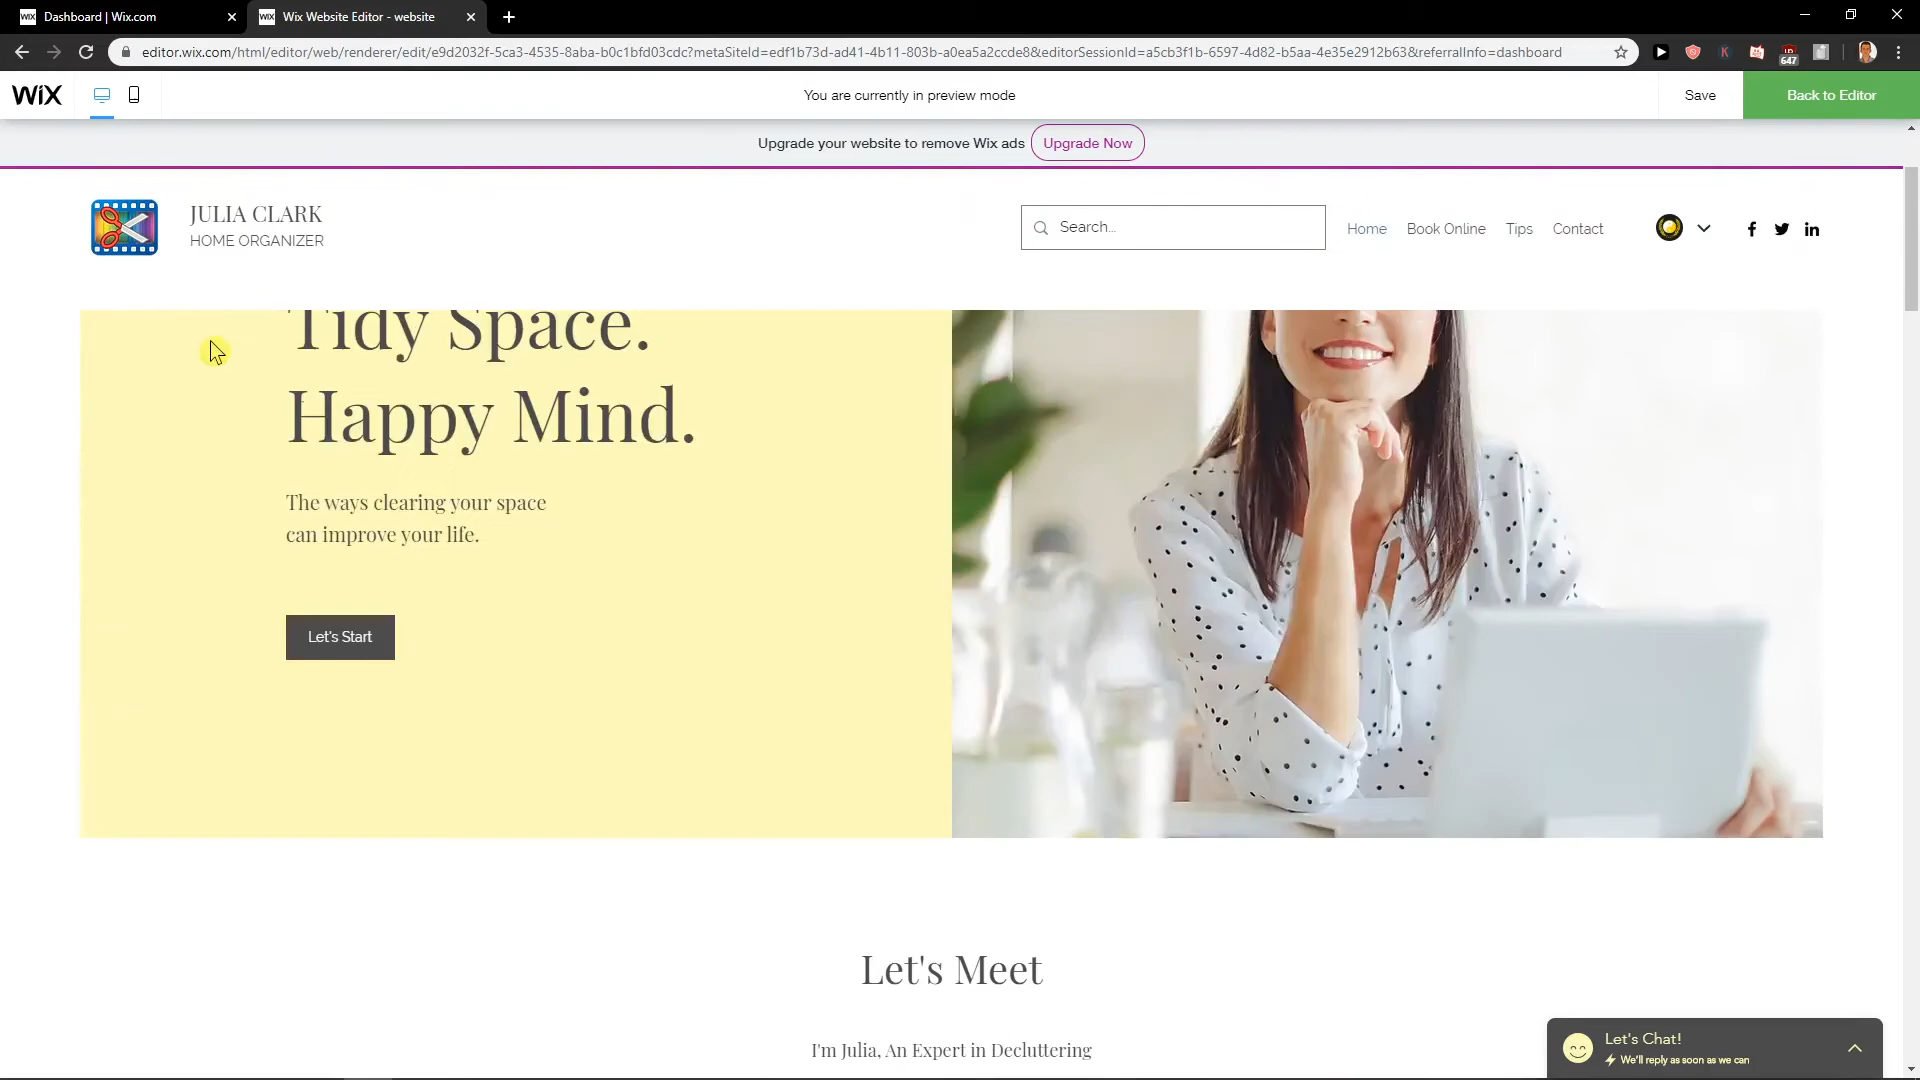 Dashboard | Wix.com
Wix Website Editor - website
editor.wix.com/html/editor/web/renderer/edit/e9d2032f-5ca3-4535-8aba-b0c1bfd03cdc?metaSiteId=edf1b73d-ad41-4b11-803b-a0ea5a2ccde8&editorSessionId=a5cb3f1b-6597-4d82-b5aa-4e35e2912b63&referralInfo=dashboard
647
WiX
You are currently in preview mode
Save
Back to Editor
Upgrade your website to remove Wix ads
Upgrade Now
JULIA CLARK
HOME ORGANIZER
Search...
Home
Book Online
Tips
Contact
Tidy Space.
Happy Mind.
The ways clearing your space
can improve your life.
Let's Start
Let's Meet
I'm Julia, An Expert in Decluttering
Let's Chat!
We'll reply as soon as we can